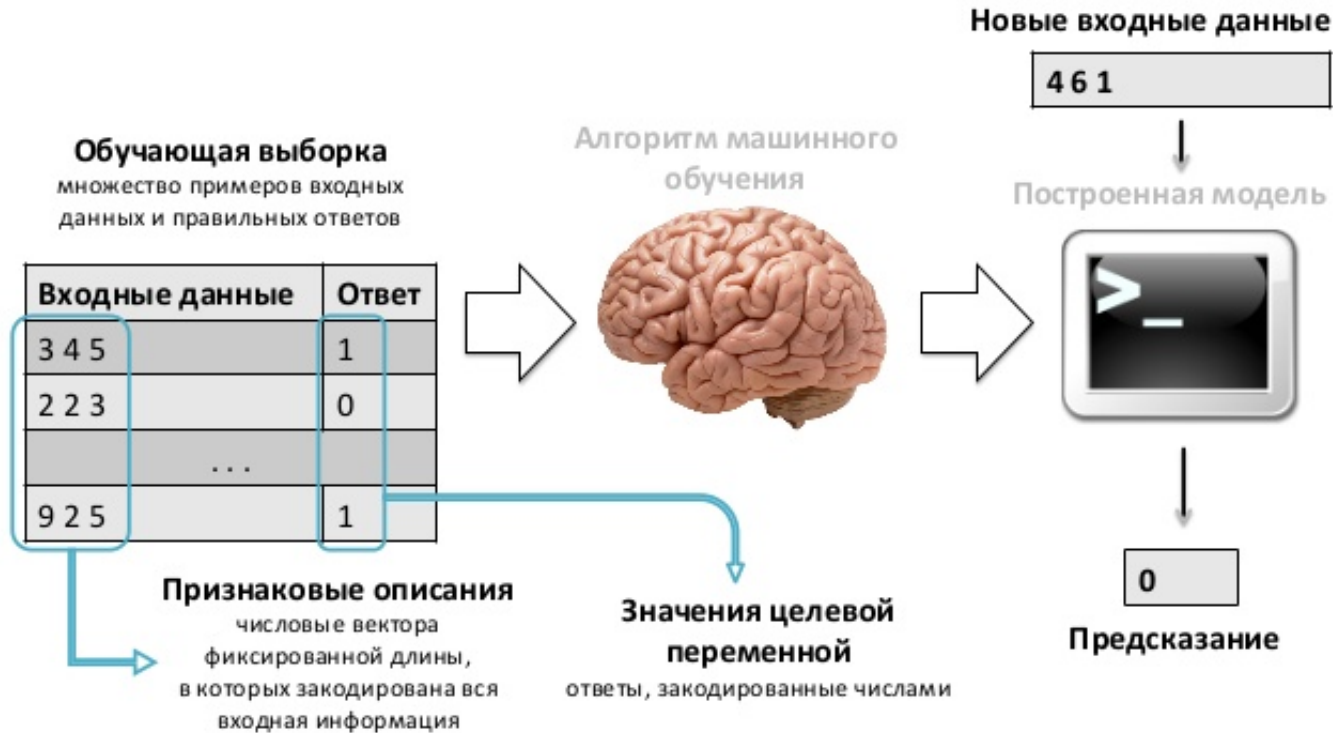 Новые входные данные
4 6 1
Обучающая выборка
множество примеров входных
данных и правильных ответов
Алгоритм машинного
обучения
Построенная модель
Входные данные Ответ
3 4 5 1
2 2 3 0
...
9 2 5 1
>_
Признаковые описания
числовые вектора
фиксированной длины,
в которых закодирована вся
входная информация
Значения целевой
переменной
ответы, закодированные числами
0
Предсказание